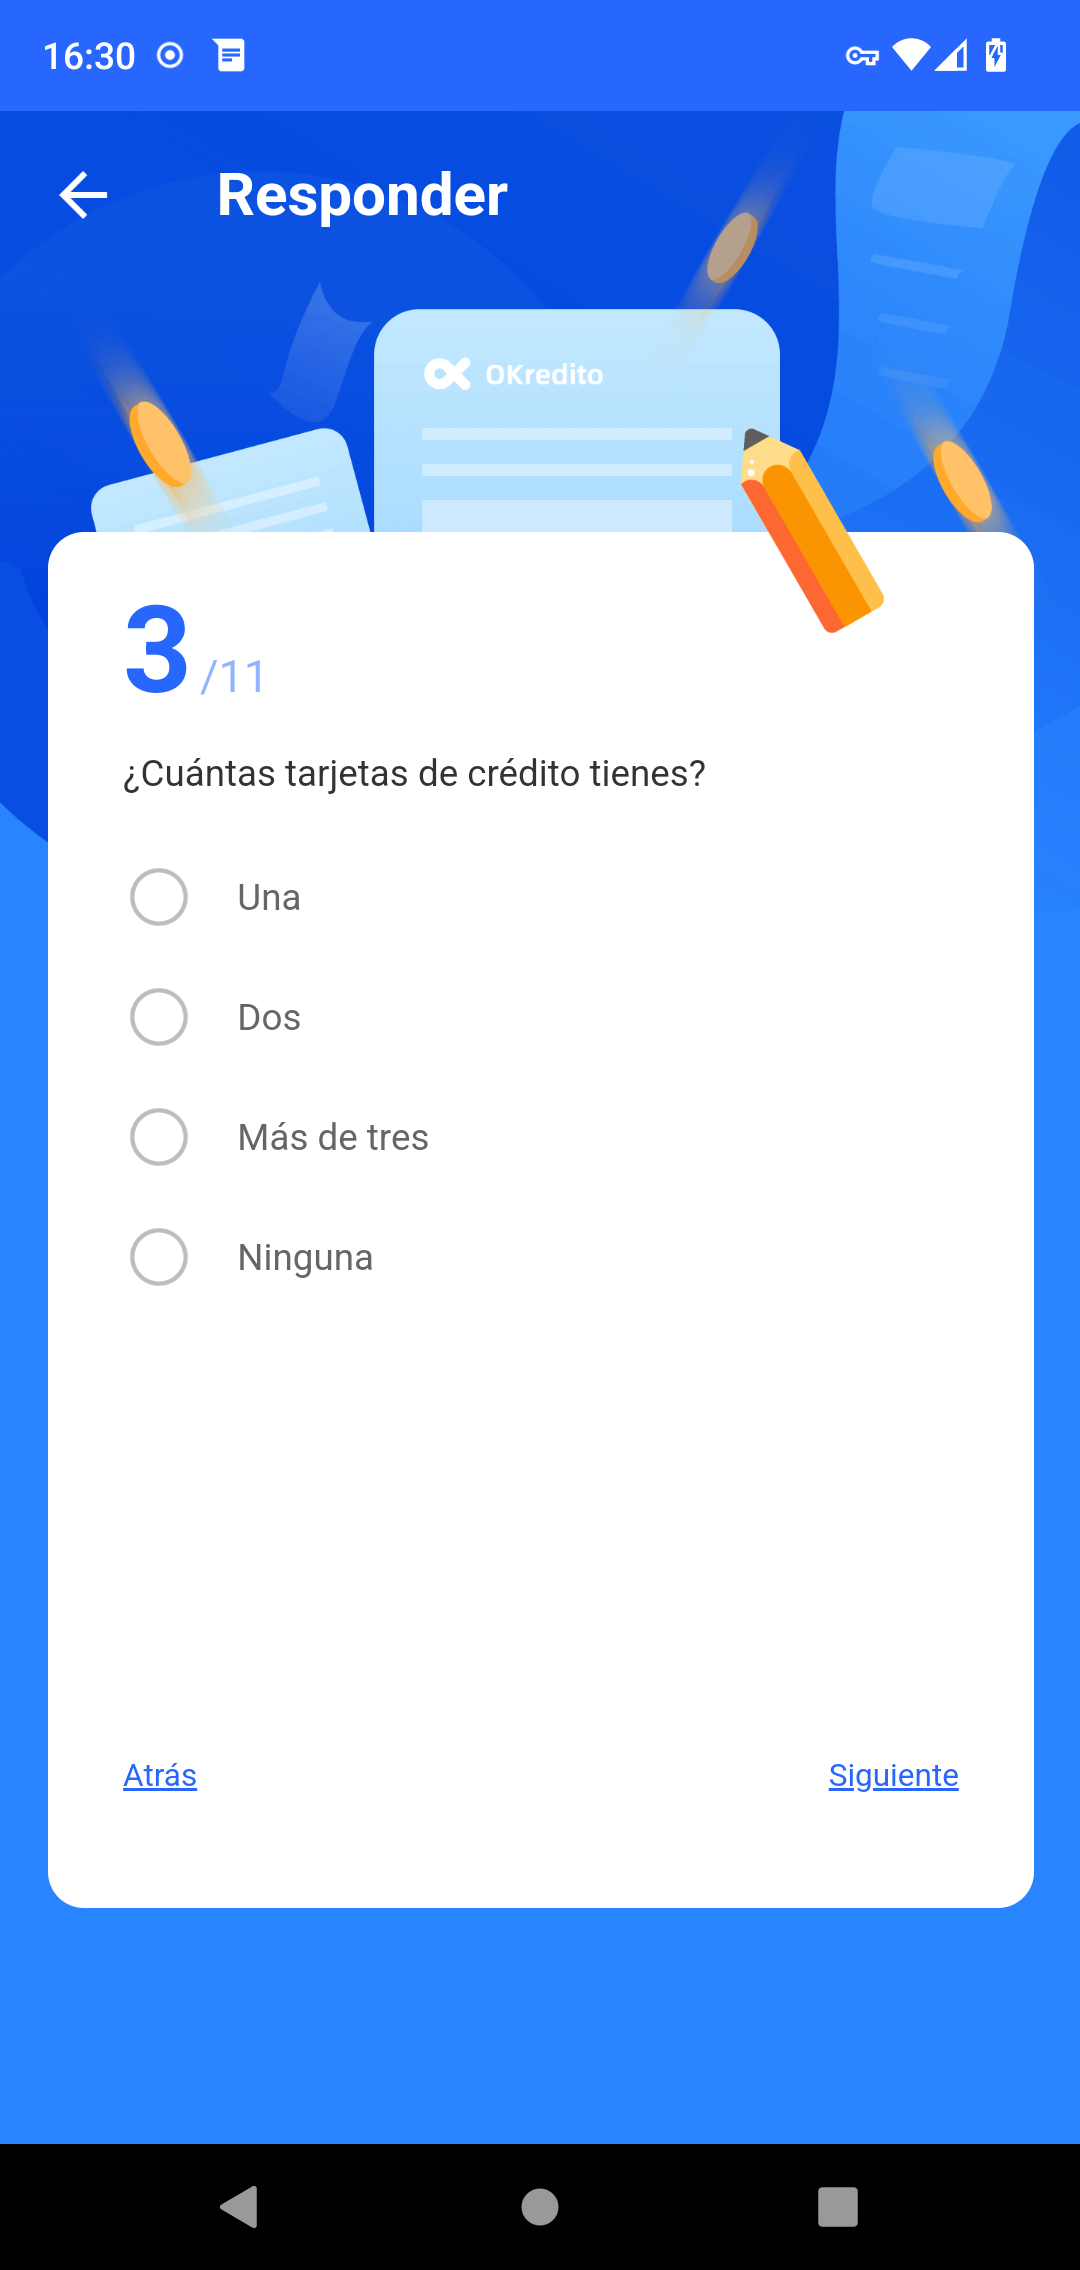 16:30
Responder
OKredito
3 /11
¿Cuántas tarjetas de crédito tienes?
Una
Dos
Más de tres
Ninguna
Atrás
Siguiente